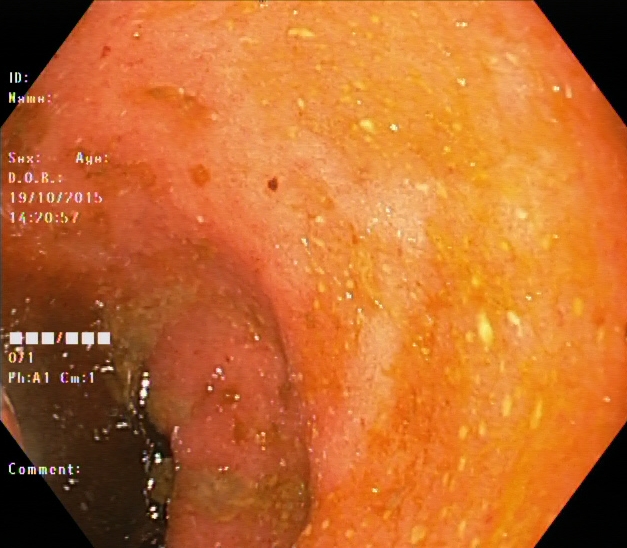 ID:
Name:
Sex: Age:
D.O.B.:
19/10/2015
14:20:57
■■■/■■■
0/1
Ph:A1 Cm:1
Comment: